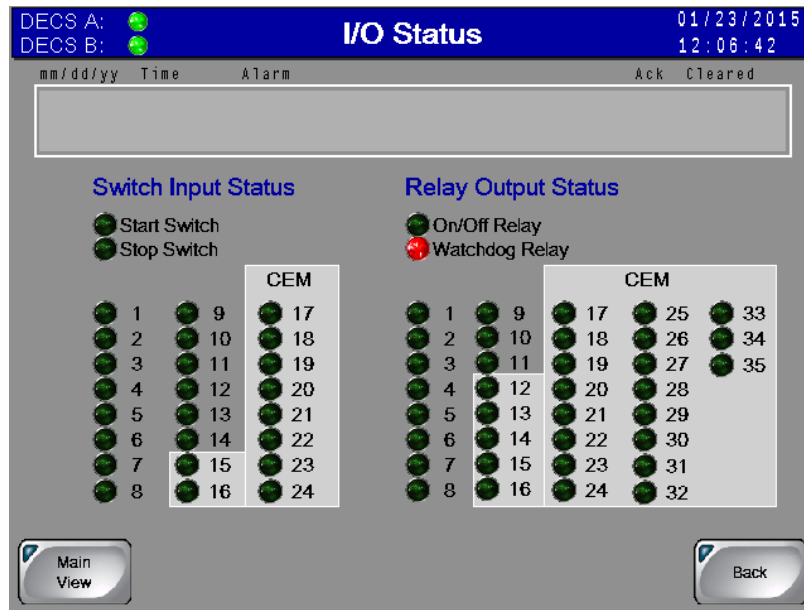 DECS A: I/O Status 01/23/2015
DECS B: 12:06:42
mm/dd/yy Time Alarm Ack Cleared
Switch Input Status
Start Switch
Stop Switch
CEM
1 9 17
2 10 18
3 11 19
4 12 20
5 13 21
6 14 22
7 15 23
8 16 24
Relay Output Status
On/Off Relay
Watchdog Relay
CEM
1 9 17 25 33
2 10 18 26 34
3 11 19 27 35
4 12 20 28
5 13 21 29
6 14 22 30
7 15 23 31
8 16 24 32
Main
View
Back